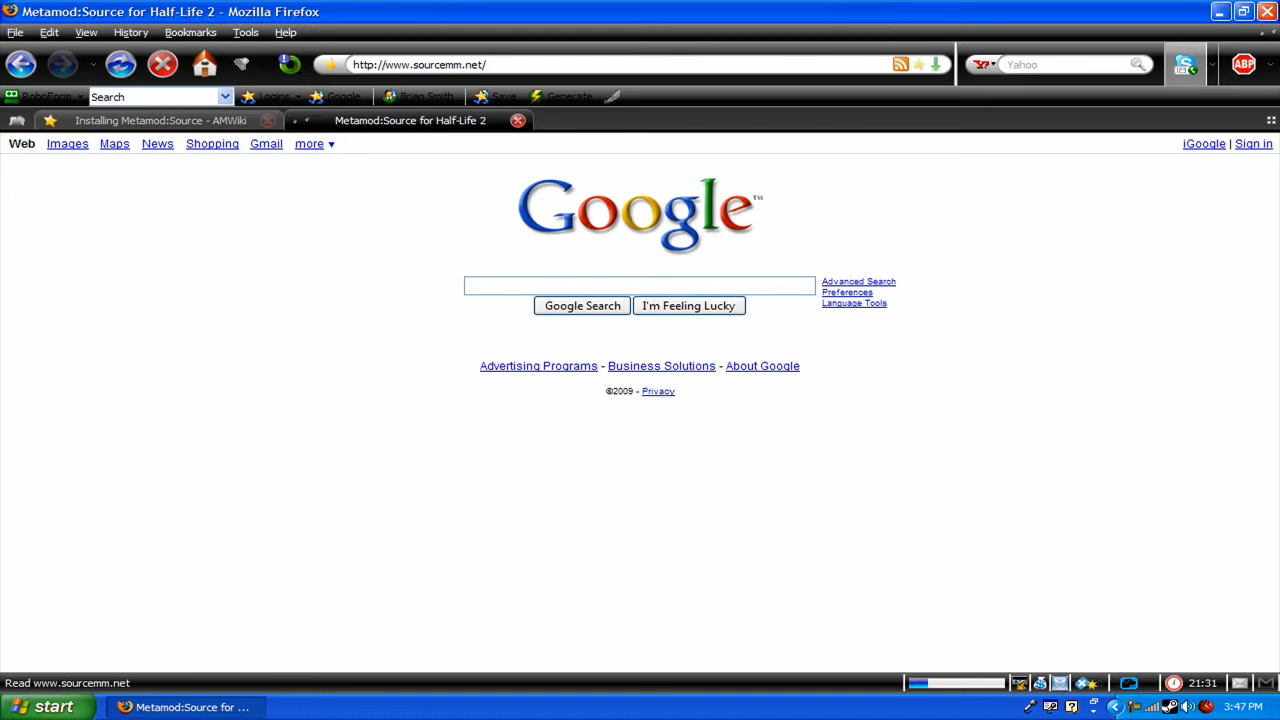 Metamod:Source for Half-Life 2 - Mozilla Firefox
File Edit View History Bookmarks Tools Help
http://www.sourcemm.net/ Yahoo ABP
RoboForm Search Logins Google Brian Smith Save Generate
Installing Metamod:Source - AMWiki Metamod:Source for Half-Life 2
Web Images Maps News Shopping Gmail more ▼ iGoogle | Sign in
Google™
Advanced Search
Preferences
Language Tools
Google Search I'm Feeling Lucky
Advertising Programs - Business Solutions - About Google
©2009 - Privacy
Read www.sourcemm.net 21:31
start Metamod:Source for ... 3:47 PM